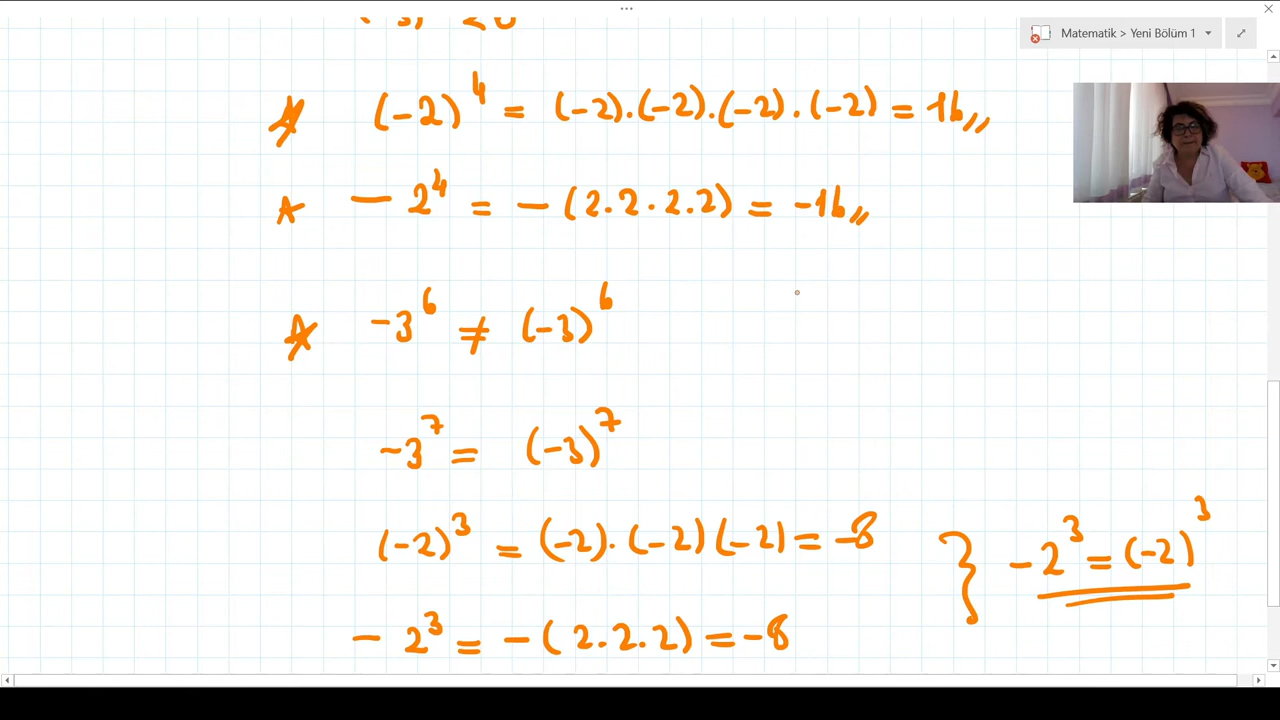 Matematik > Yeni Bölüm 1
(-2)⁴ = (-2).(-2).(-2).(-2) = 16,,
- 2⁴ = - (2.2.2.2) = -16,,
-3⁶ ≠ (-3)⁶
-3⁷ = (-3)⁷
(-2)³ = (-2).(-2)(-2) = -8
- 2³ = - (2.2.2) = -8
} -2³ = (-2)³